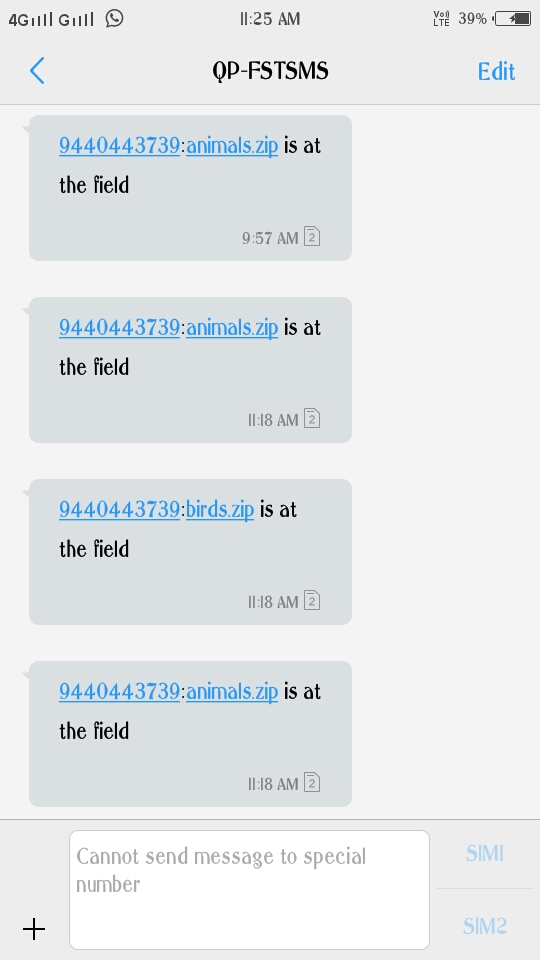 4G 11:25 AM Vo)) LTE 39%
QP-FSTSMS Edit
9440443739:animals.zip is at
the field
9:57 AM 2
9440443739:animals.zip is at
the field
11:18 AM 2
9440443739:birds.zip is at
the field
11:18 AM 2
9440443739:animals.zip is at
the field
11:18 AM 2
Cannot send message to special
number
SIM1
SIM2